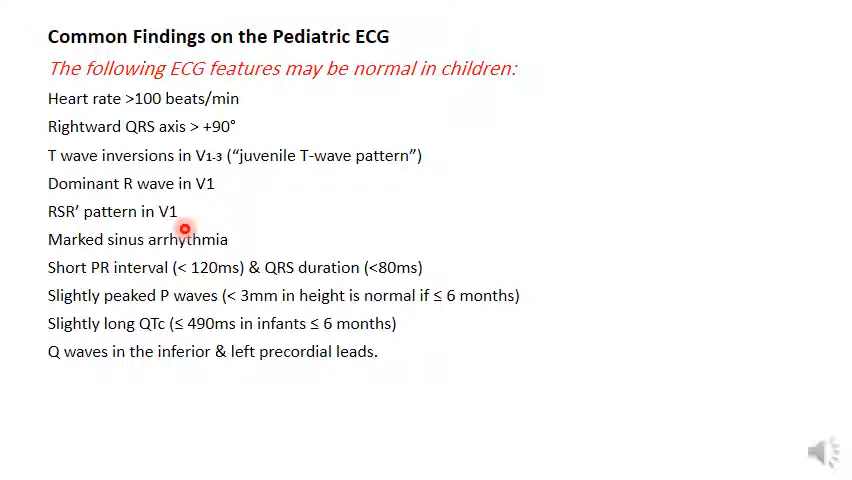 Common Findings on the Pediatric ECG
The following ECG features may be normal in children:
Heart rate >100 beats/min
Rightward QRS axis > +90°
T wave inversions in V1-3 (“juvenile T-wave pattern”)
Dominant R wave in V1
RSR’ pattern in V1
Marked sinus arrhythmia
Short PR interval (< 120ms) & QRS duration (<80ms)
Slightly peaked P waves (< 3mm in height is normal if ≤ 6 months)
Slightly long QTc (≤ 490ms in infants ≤ 6 months)
Q waves in the inferior & left precordial leads.